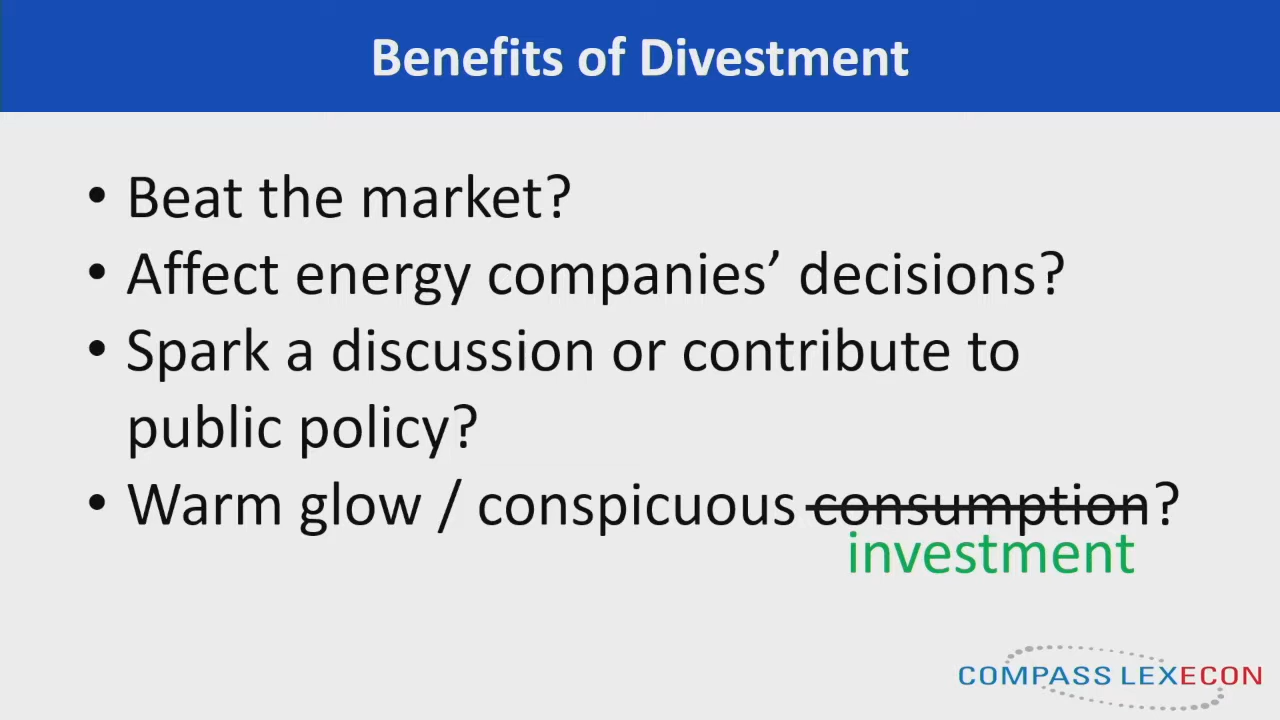 Benefits of Divestment
• Beat the market?
• Affect energy companies’ decisions?
• Spark a discussion or contribute to
public policy?
• Warm glow / conspicuous consumption?
investment
COMPASS LEXECON